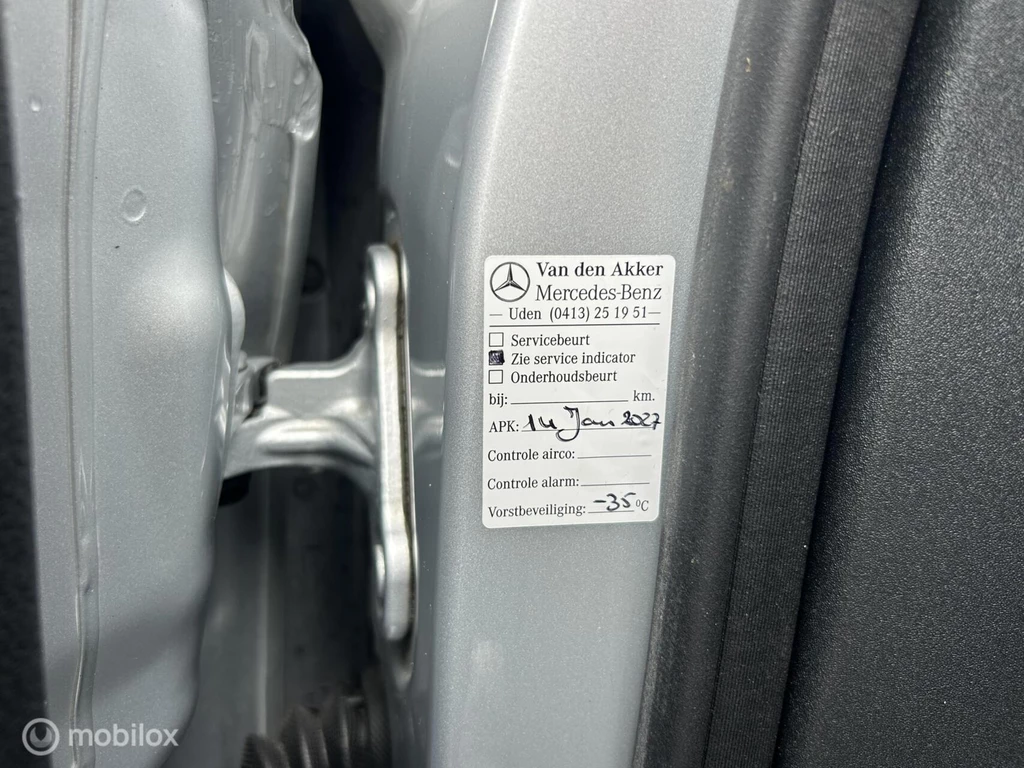 Van den Akker
Mercedes-Benz
— Uden (0413) 25 19 51 —
Servicebeurt
Zie service indicator
Onderhoudsbeurt
bij: km.
APK: 14 Jan 2027
Controle airco:
Controle alarm:
Vorstbeveiliging: -35 °C
mobilox